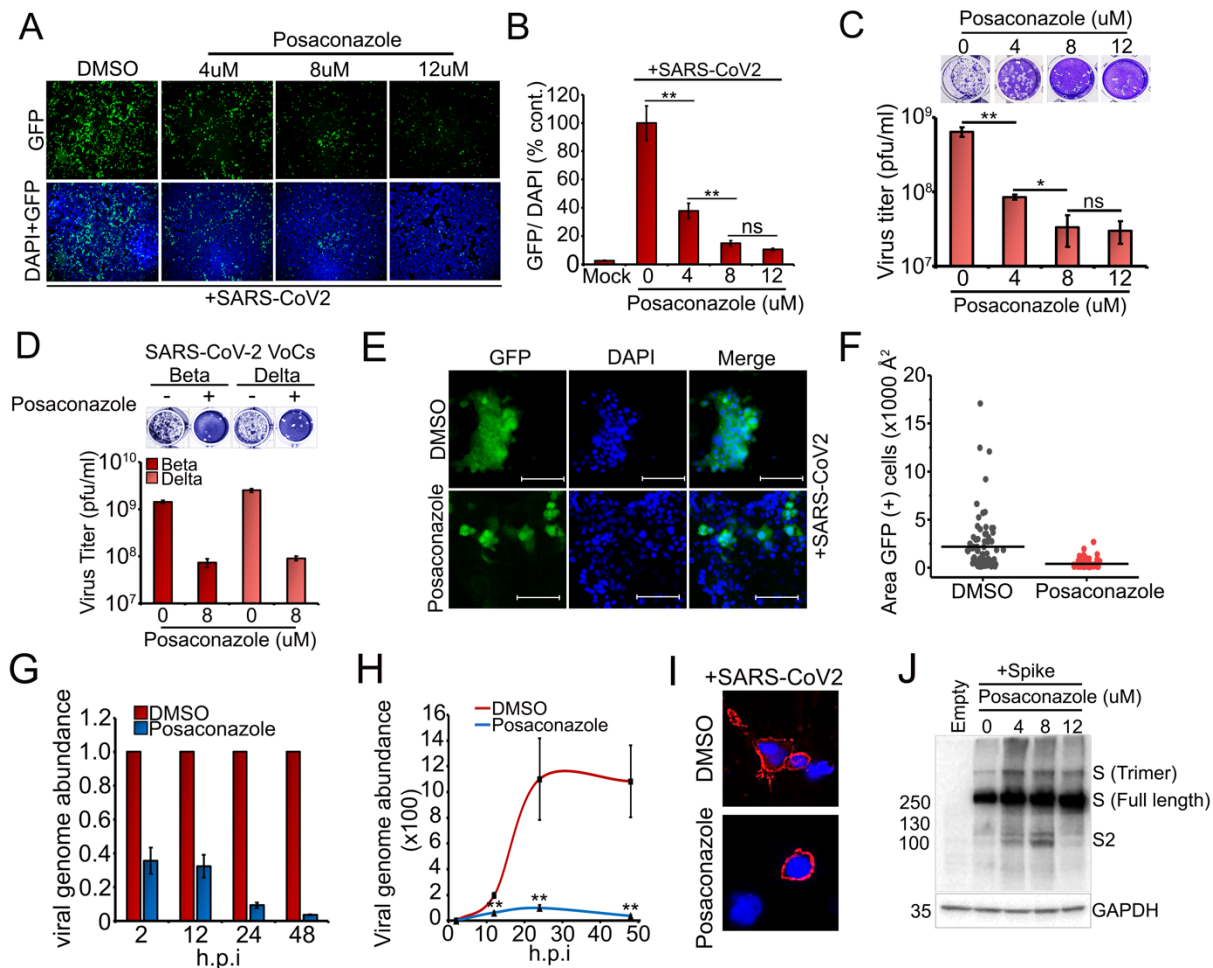 A
Posaconazole
DMSO 4uM 8uM 12uM
GFP
DAPI+GFP
+SARS-CoV2
B
+SARS-CoV2
GFP/ DAPI (% cont.)
120
100
80
60
40
20
0
**
**
ns
Mock 0 4 8 12
Posaconazole (uM)
C
Posaconazole (uM)
0 4 8 12
Virus titer (pfu/ml)
10⁹
10⁸
10⁷
**
*
ns
0 4 8 12
Posaconazole (uM)
D
SARS-CoV-2 VoCs
Beta Delta
Posaconazole - + - +
Virus Titer (pfu/ml)
10¹⁰
10⁹
10⁸
10⁷
Beta
Delta
0 8 0 8
Posaconazole (uM)
E
GFP DAPI Merge
DMSO
Posaconazole
+SARS-CoV2
F
Area GFP (+) cells (x1000 Å²)
20
15
10
5
0
DMSO Posaconazole
G
viral genome abundance
1.2
1.0
0.8
0.6
0.4
0.2
0
DMSO
Posaconazole
2 12 24 48
h.p.i
H
Viral genome abundance
(x100)
DMSO
Posaconazole
16
14
12
10
8
6
4
2
0
** ** **
0 10 20 30 40 50
h.p.i
I
+SARS-CoV2
DMSO
Posaconazole
J
+Spike
Empty
Posaconazole (uM)
0 4 8 12
S (Trimer)
250 S (Full length)
130
100 S2
35 GAPDH